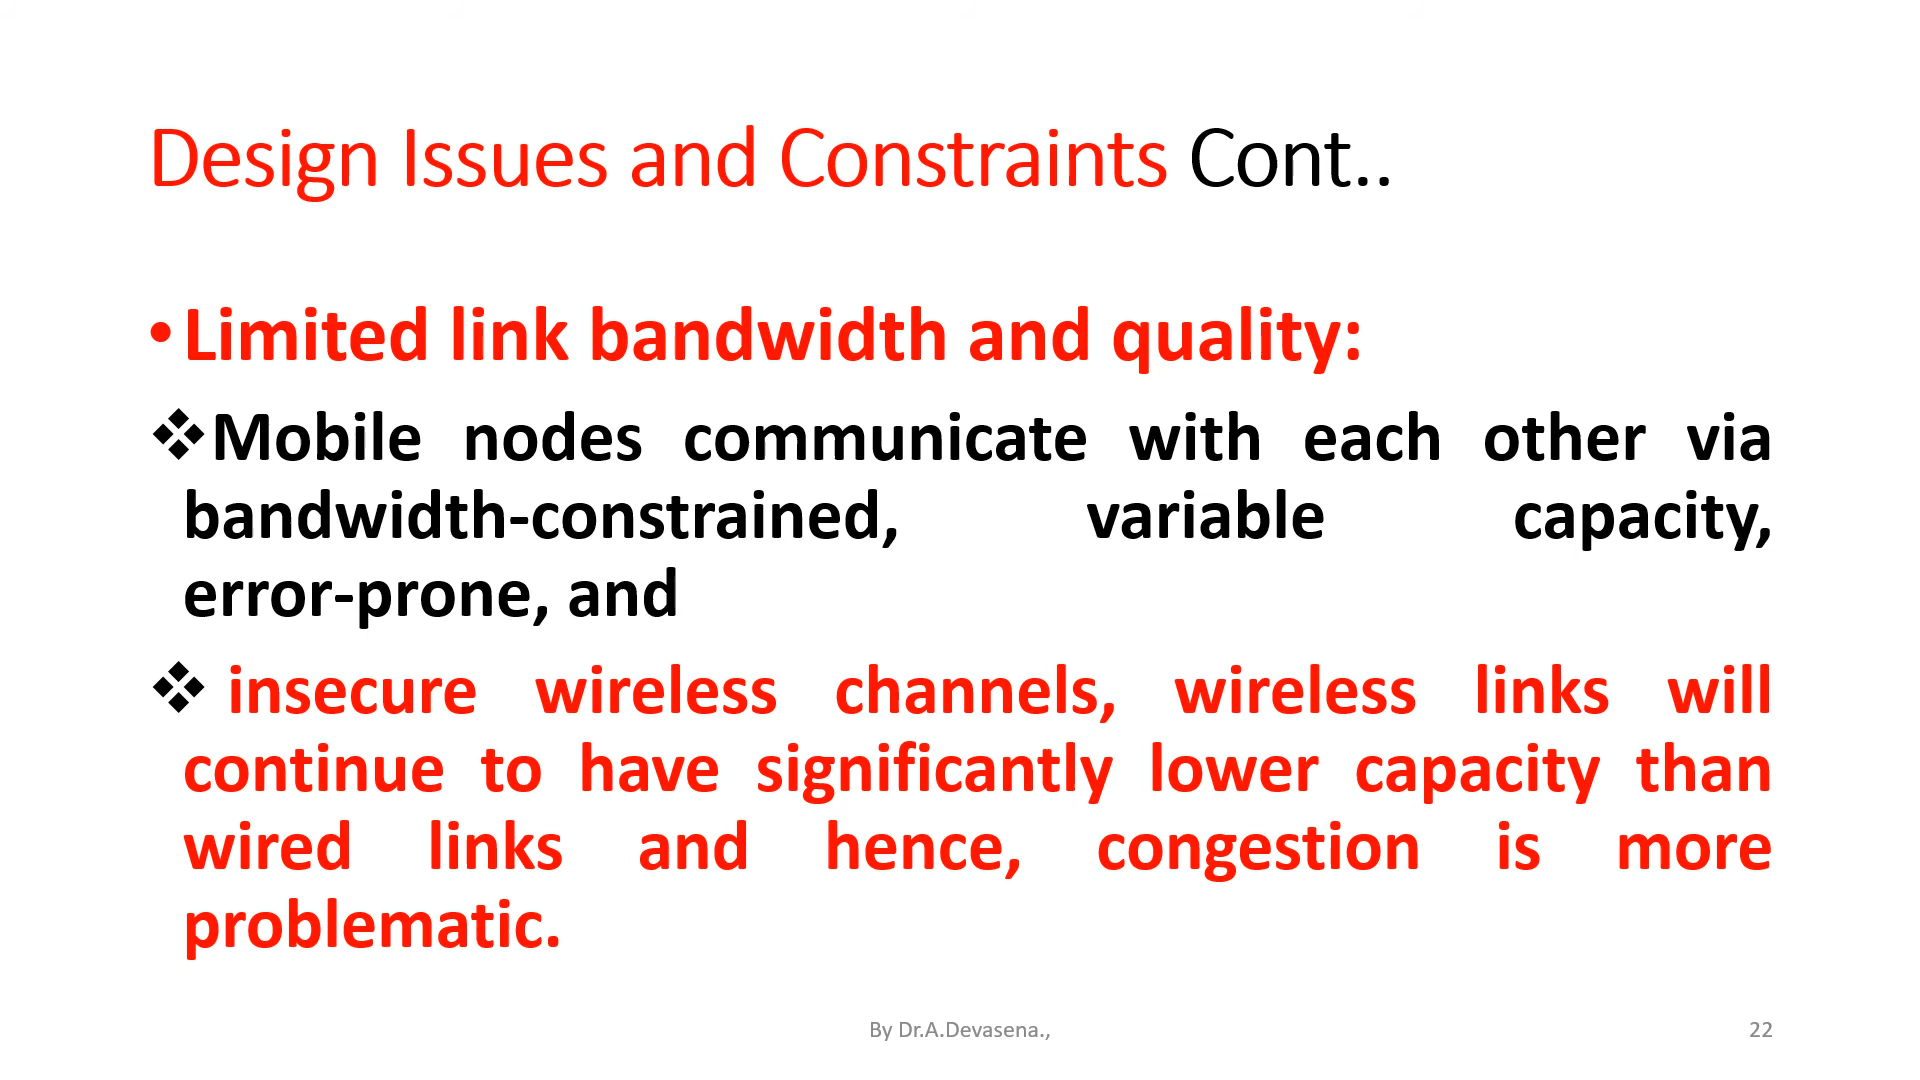 Design Issues and Constraints Cont..
•Limited link bandwidth and quality:
❖Mobile nodes communicate with each other via
bandwidth-constrained, variable capacity,
error-prone, and
❖ insecure wireless channels, wireless links will
continue to have significantly lower capacity than
wired links and hence, congestion is more
problematic.
By Dr.A.Devasena.,
22